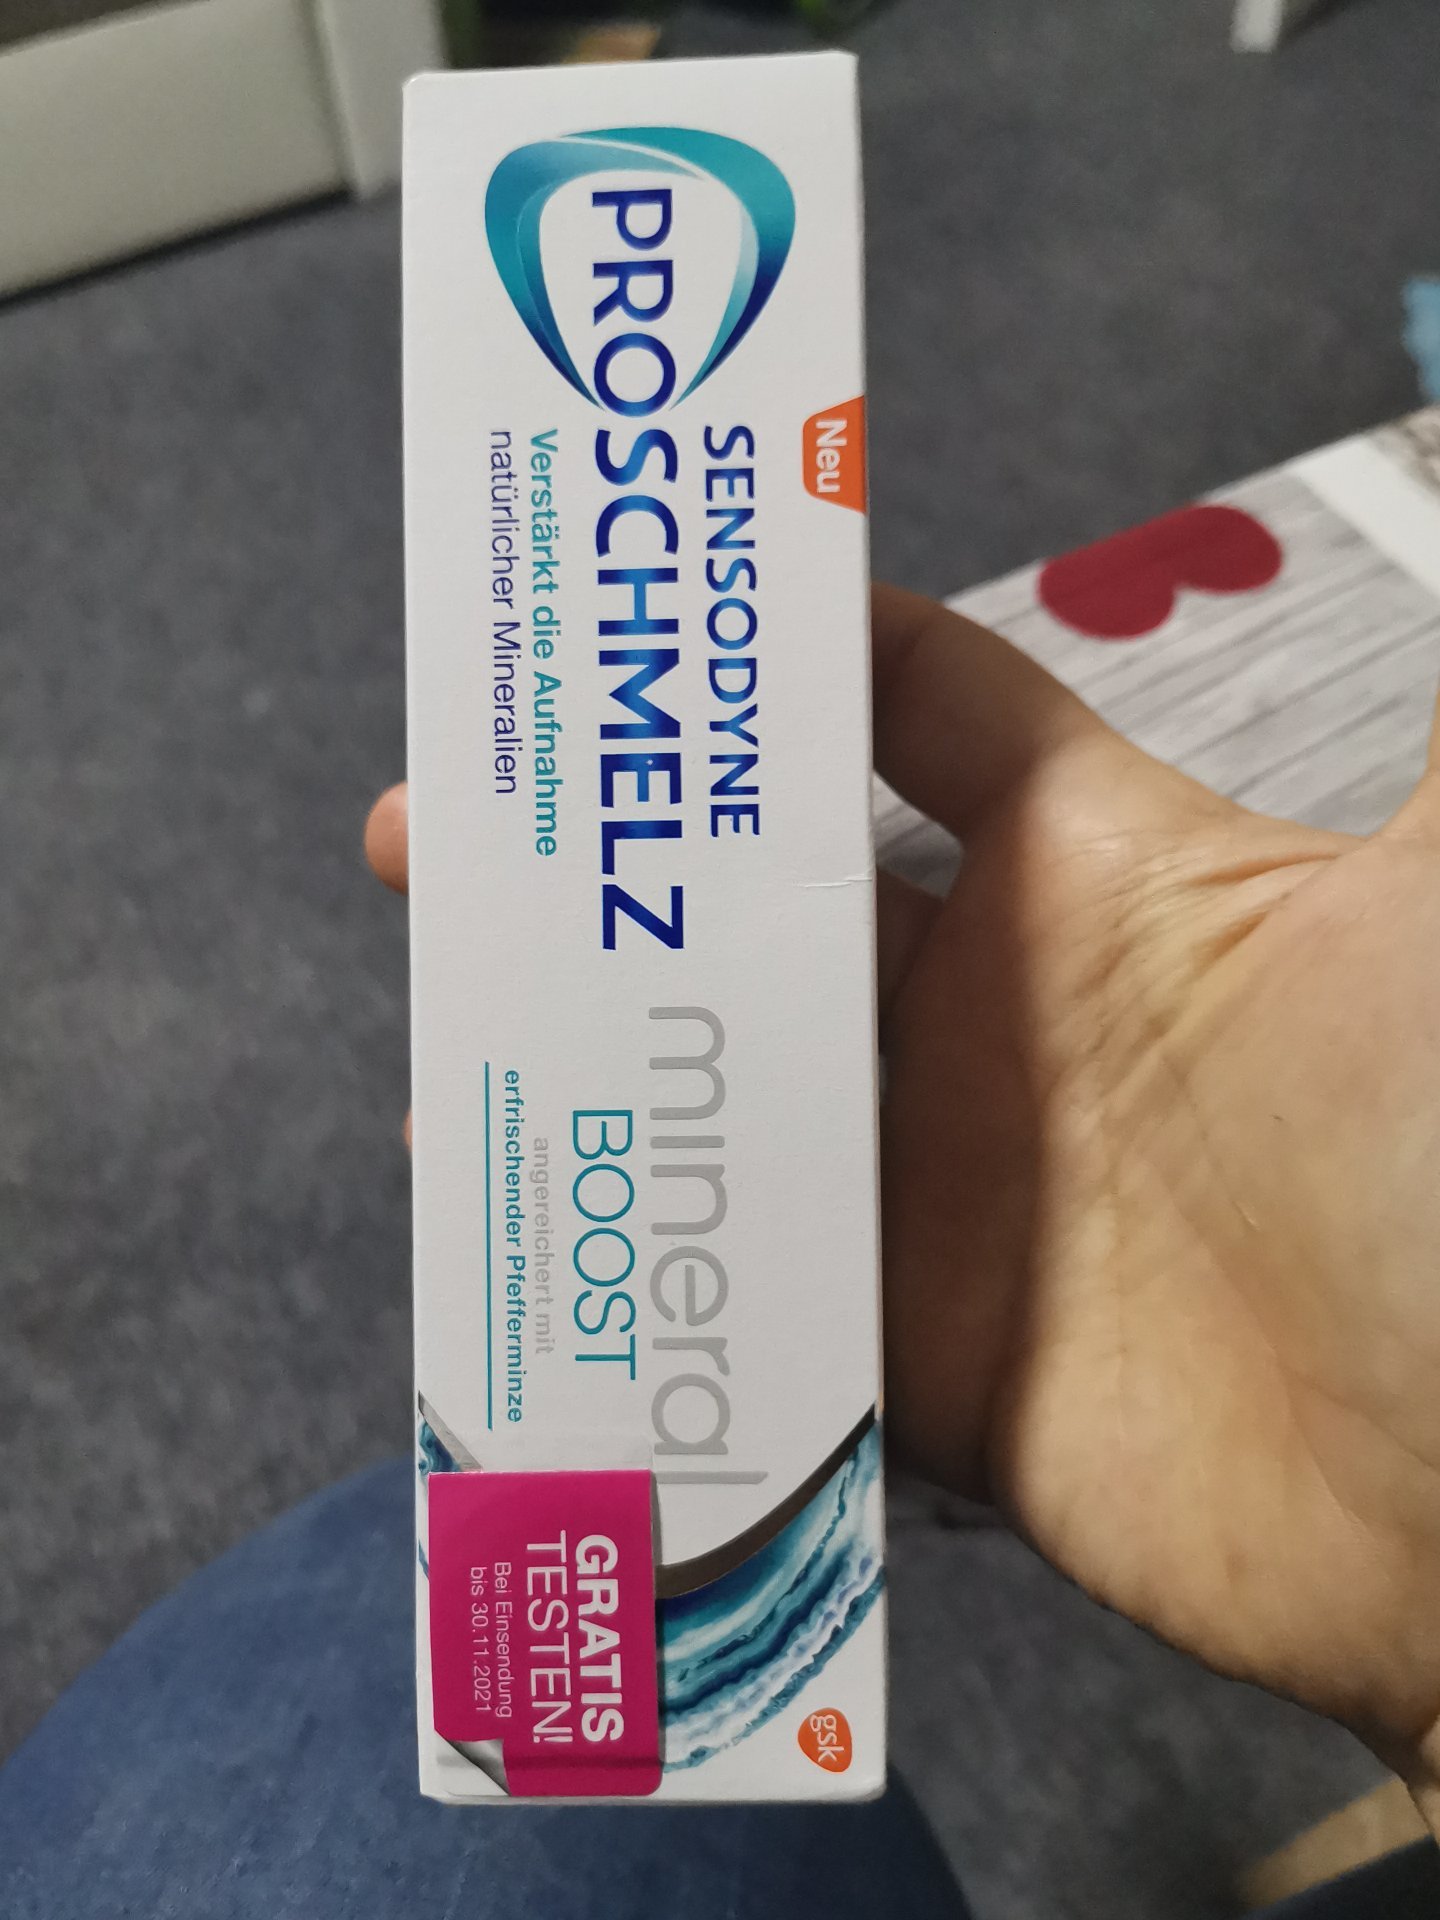 Neu
SENSODYNE
PROSCHMELZ
Verstärkt die Aufnahme
natürlicher Mineralien
mineral
BOOST
angereichert mit
erfrischender Pfefferminze
GRATIS
TESTEN!
Bei Einsendung
bis 30.11.2021
gsk